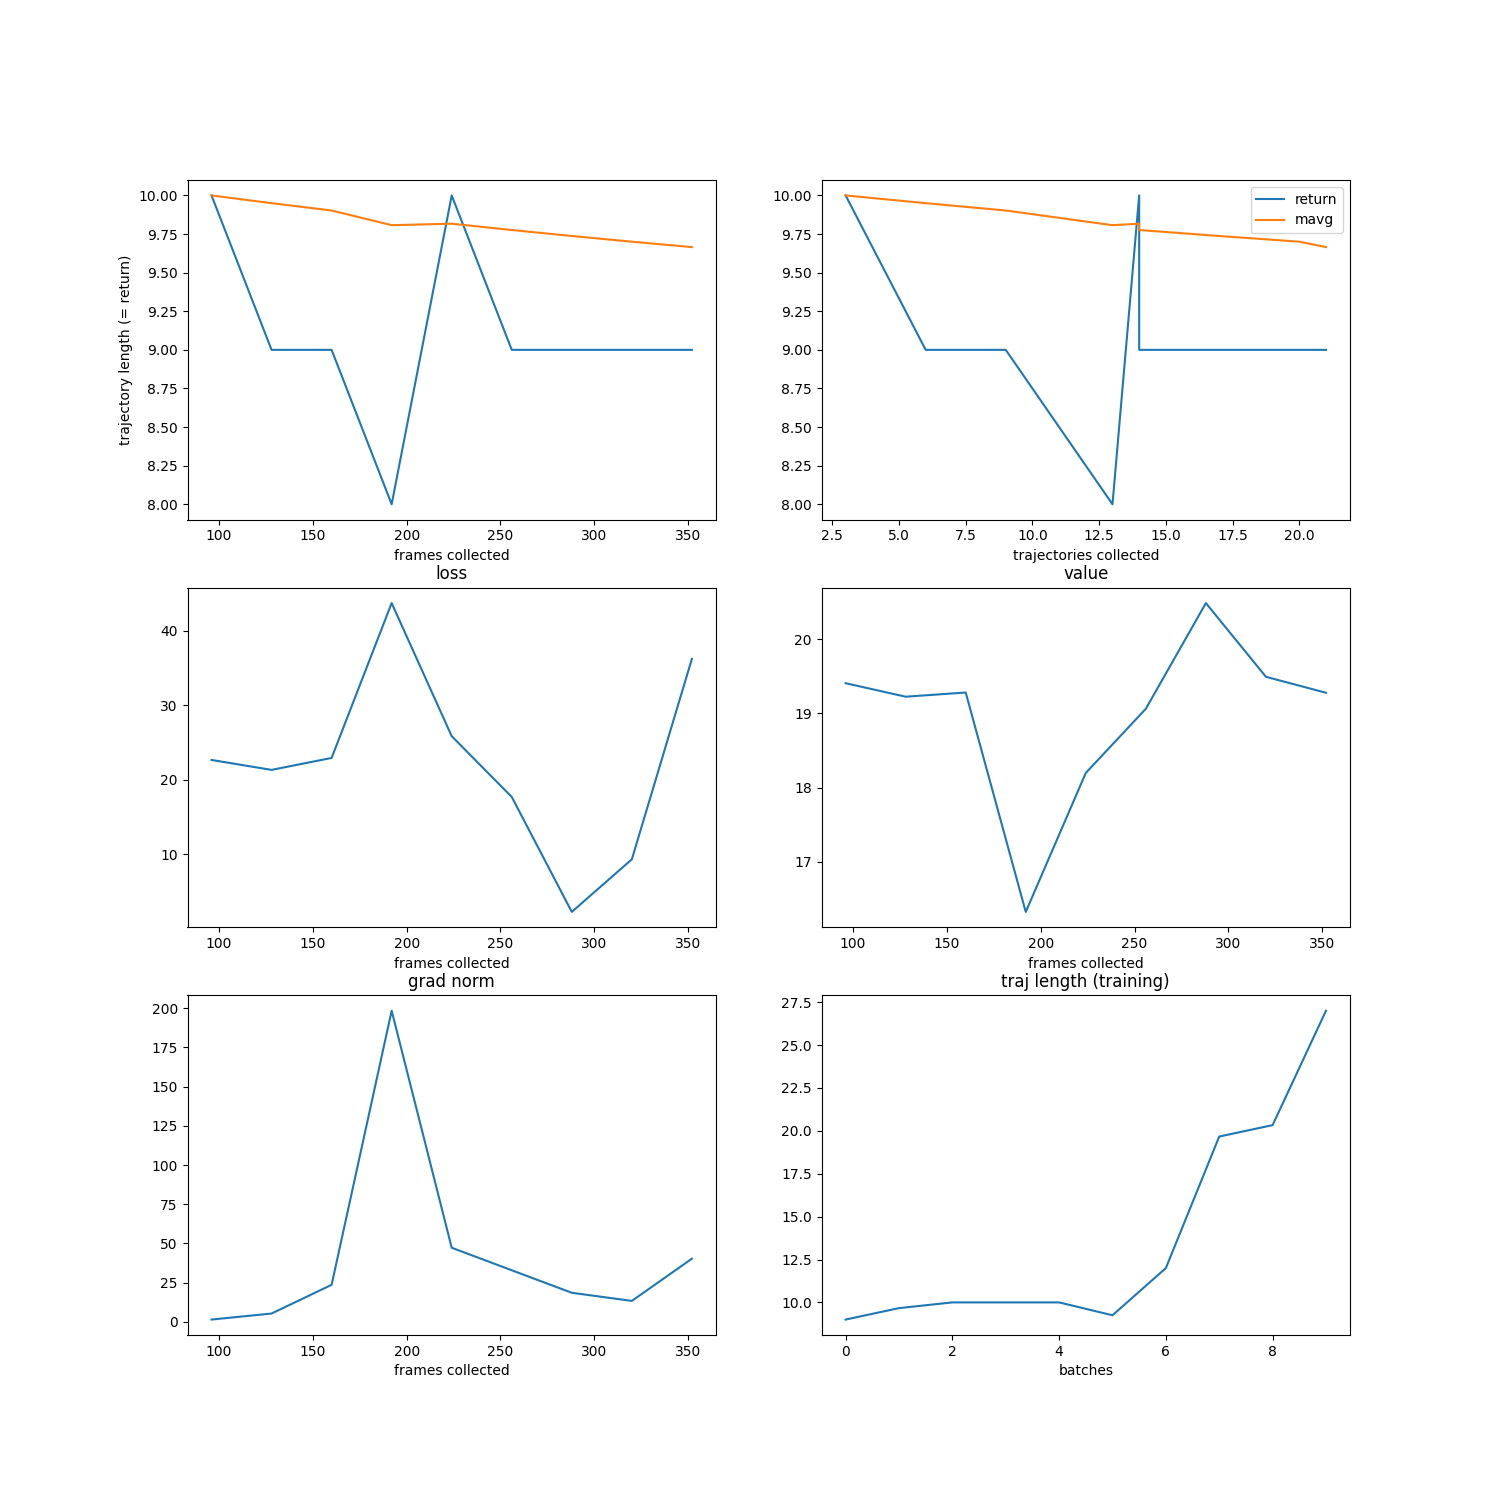 10.00
9.75
9.50
9.25
9.00
8.75
8.50
8.25
8.00
trajectory length (= return)
100 150 200 250 300 350
frames collected
10.00
9.75
9.50
9.25
9.00
8.75
8.50
8.25
8.00
return
mavg
2.5 5.0 7.5 10.0 12.5 15.0 17.5 20.0
trajectories collected
loss
40
30
20
10
100 150 200 250 300 350
frames collected
value
20
19
18
17
100 150 200 250 300 350
frames collected
grad norm
200
175
150
125
100
75
50
25
0
100 150 200 250 300 350
frames collected
traj length (training)
27.5
25.0
22.5
20.0
17.5
15.0
12.5
10.0
0 2 4 6 8
batches